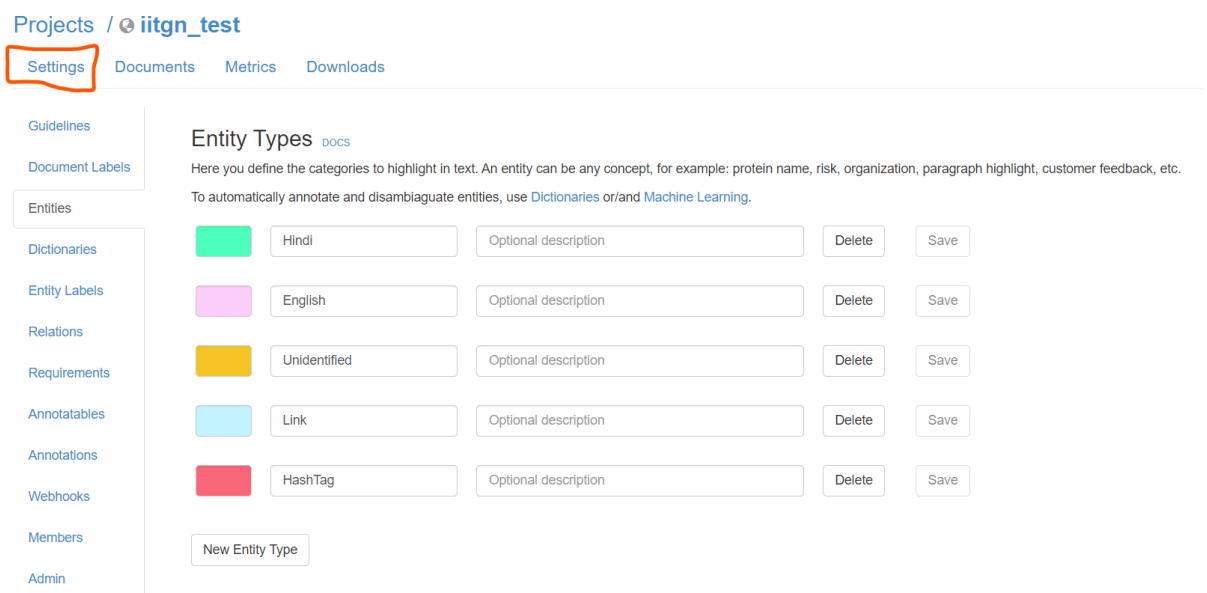 Projects / iitgn_test
Settings Documents Metrics Downloads
Guidelines
Document Labels
Entities
Dictionaries
Entity Labels
Relations
Requirements
Annotatables
Annotations
Webhooks
Members
Admin
Entity Types DOCS
Here you define the categories to highlight in text. An entity can be any concept, for example: protein name, risk, organization, paragraph highlight, customer feedback, etc.
To automatically annotate and disambiaguate entities, use Dictionaries or/and Machine Learning.
Hindi Optional description Delete Save
English Optional description Delete Save
Unidentified Optional description Delete Save
Link Optional description Delete Save
HashTag Optional description Delete Save
New Entity Type